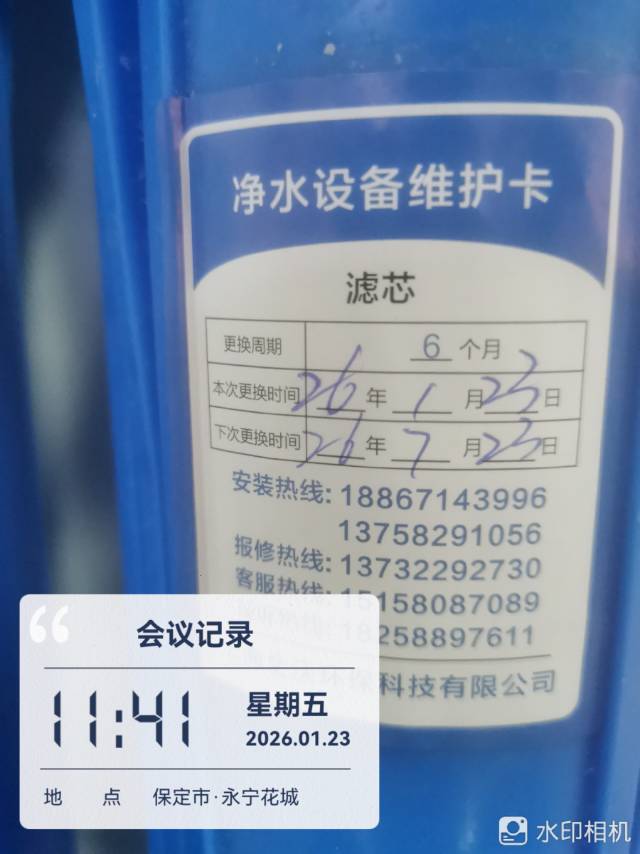 净水设备维护卡
滤芯
更换周期 6 个月
本次更换时间 26 年 1 月 23 日
下次更换时间 26 年 7 月 23 日
安装热线: 18867143996
13758291056
报修热线: 13732292730
客服热线: 15158087089
18258897611
科技有限公司
会议记录
11:41
星期五
2026.01.23
地 点 保定市·永宁花城
水印相机